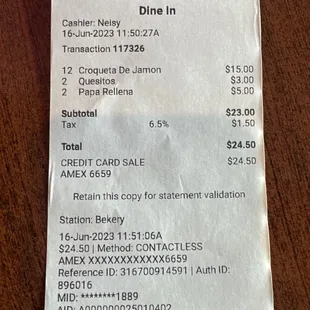 Dine In
Cashier: Neisy
16-Jun-2023 11:50:27A
Transaction 117326
12 Croqueta De Jamon $15.00
2 Quesitos $3.00
2 Papa Rellena $5.00
Subtotal $23.00
Tax 6.5% $1.50
Total $24.50
CREDIT CARD SALE $24.50
AMEX 6659
Retain this copy for statement validation
Station: Bekery
16-Jun-2023 11:51:06A
$24.50 | Method: CONTACTLESS
AMEX XXXXXXXXXXXX6659
Reference ID: 316700914591 | Auth ID:
896016
MID: ********1889
AID: A000000025010402